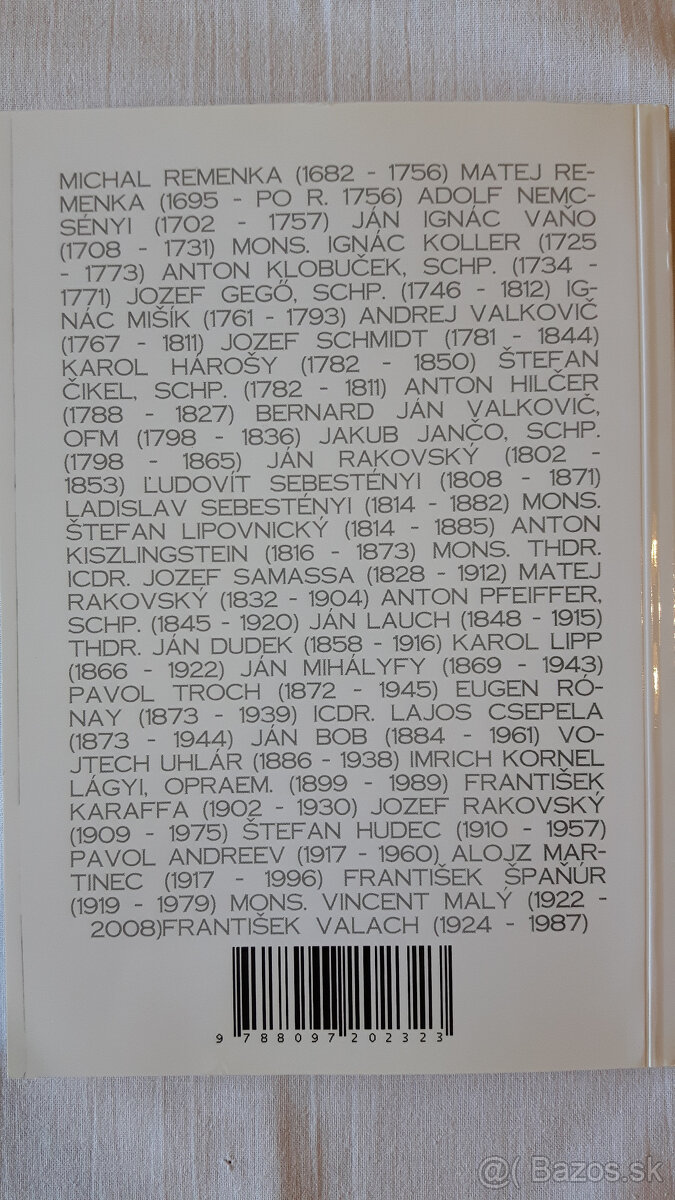 MICHAL REMENKA (1682 - 1756) MATEJ RE-
MENKA (1695 - PO R. 1756) ADOLF NEMC-
SÉNYI (1702 - 1757) JÁN IGNÁC VAŇO
(1708 - 1731) MONS. IGNÁC KOLLER (1725
- 1773) ANTON KLOBUČEK, SCHP. (1734 -
1771) JOZEF GEGŐ, SCHP. (1746 - 1812) IG-
NÁC MIŠÍK (1761 - 1793) ANDREJ VALKOVIČ
(1767 - 1811) JOZEF SCHMIDT (1781 - 1844)
KAROL HÁROŠY (1782 - 1850) ŠTEFAN
ČIKEL, SCHP. (1782 - 1811) ANTON HILČER
(1788 - 1827) BERNARD JÁN VALKOVIČ,
OFM (1798 - 1836) JAKUB JANČO, SCHP.
(1798 - 1865) JÁN RAKOVSKÝ (1802 -
1853) ĽUDOVÍT SEBESTÉNYI (1808 - 1871)
LADISLAV SEBESTÉNYI (1814 - 1882) MONS.
ŠTEFAN LIPOVNICKÝ (1814 - 1885) ANTON
KISZLINGSTEIN (1816 - 1873) MONS. THDR.
ICDR. JOZEF SAMASSA (1828 - 1912) MATEJ
RAKOVSKÝ (1832 - 1904) ANTON PFEIFFER,
SCHP. (1845 - 1920) JÁN LAUCH (1848 - 1915)
THDR. JÁN DUDEK (1858 - 1916) KAROL LIPP
(1866 - 1922) JÁN MIHÁLYFY (1869 - 1943)
PAVOL TROCH (1872 - 1945) EUGEN RÓ-
NAY (1873 - 1939) ICDR. LAJOS CSEPELA
(1873 - 1944) JÁN BOB (1884 - 1961) VO-
JTECH UHLÁR (1886 - 1938) IMRICH KORNEL
LÁGYI, OPRAEM. (1899 - 1989) FRANTIŠEK
KARAFFA (1902 - 1930) JOZEF RAKOVSKÝ
(1909 - 1975) ŠTEFAN HUDEC (1910 - 1957)
PAVOL ANDREEV (1917 - 1960) ALOJZ MAR-
TINEC (1917 - 1996) FRANTIŠEK ŠPAŇÚR
(1919 - 1979) MONS. VINCENT MALÝ (1922 -
2008)FRANTIŠEK VALACH (1924 - 1987)
9 788097 202323
@( Bazos.sk